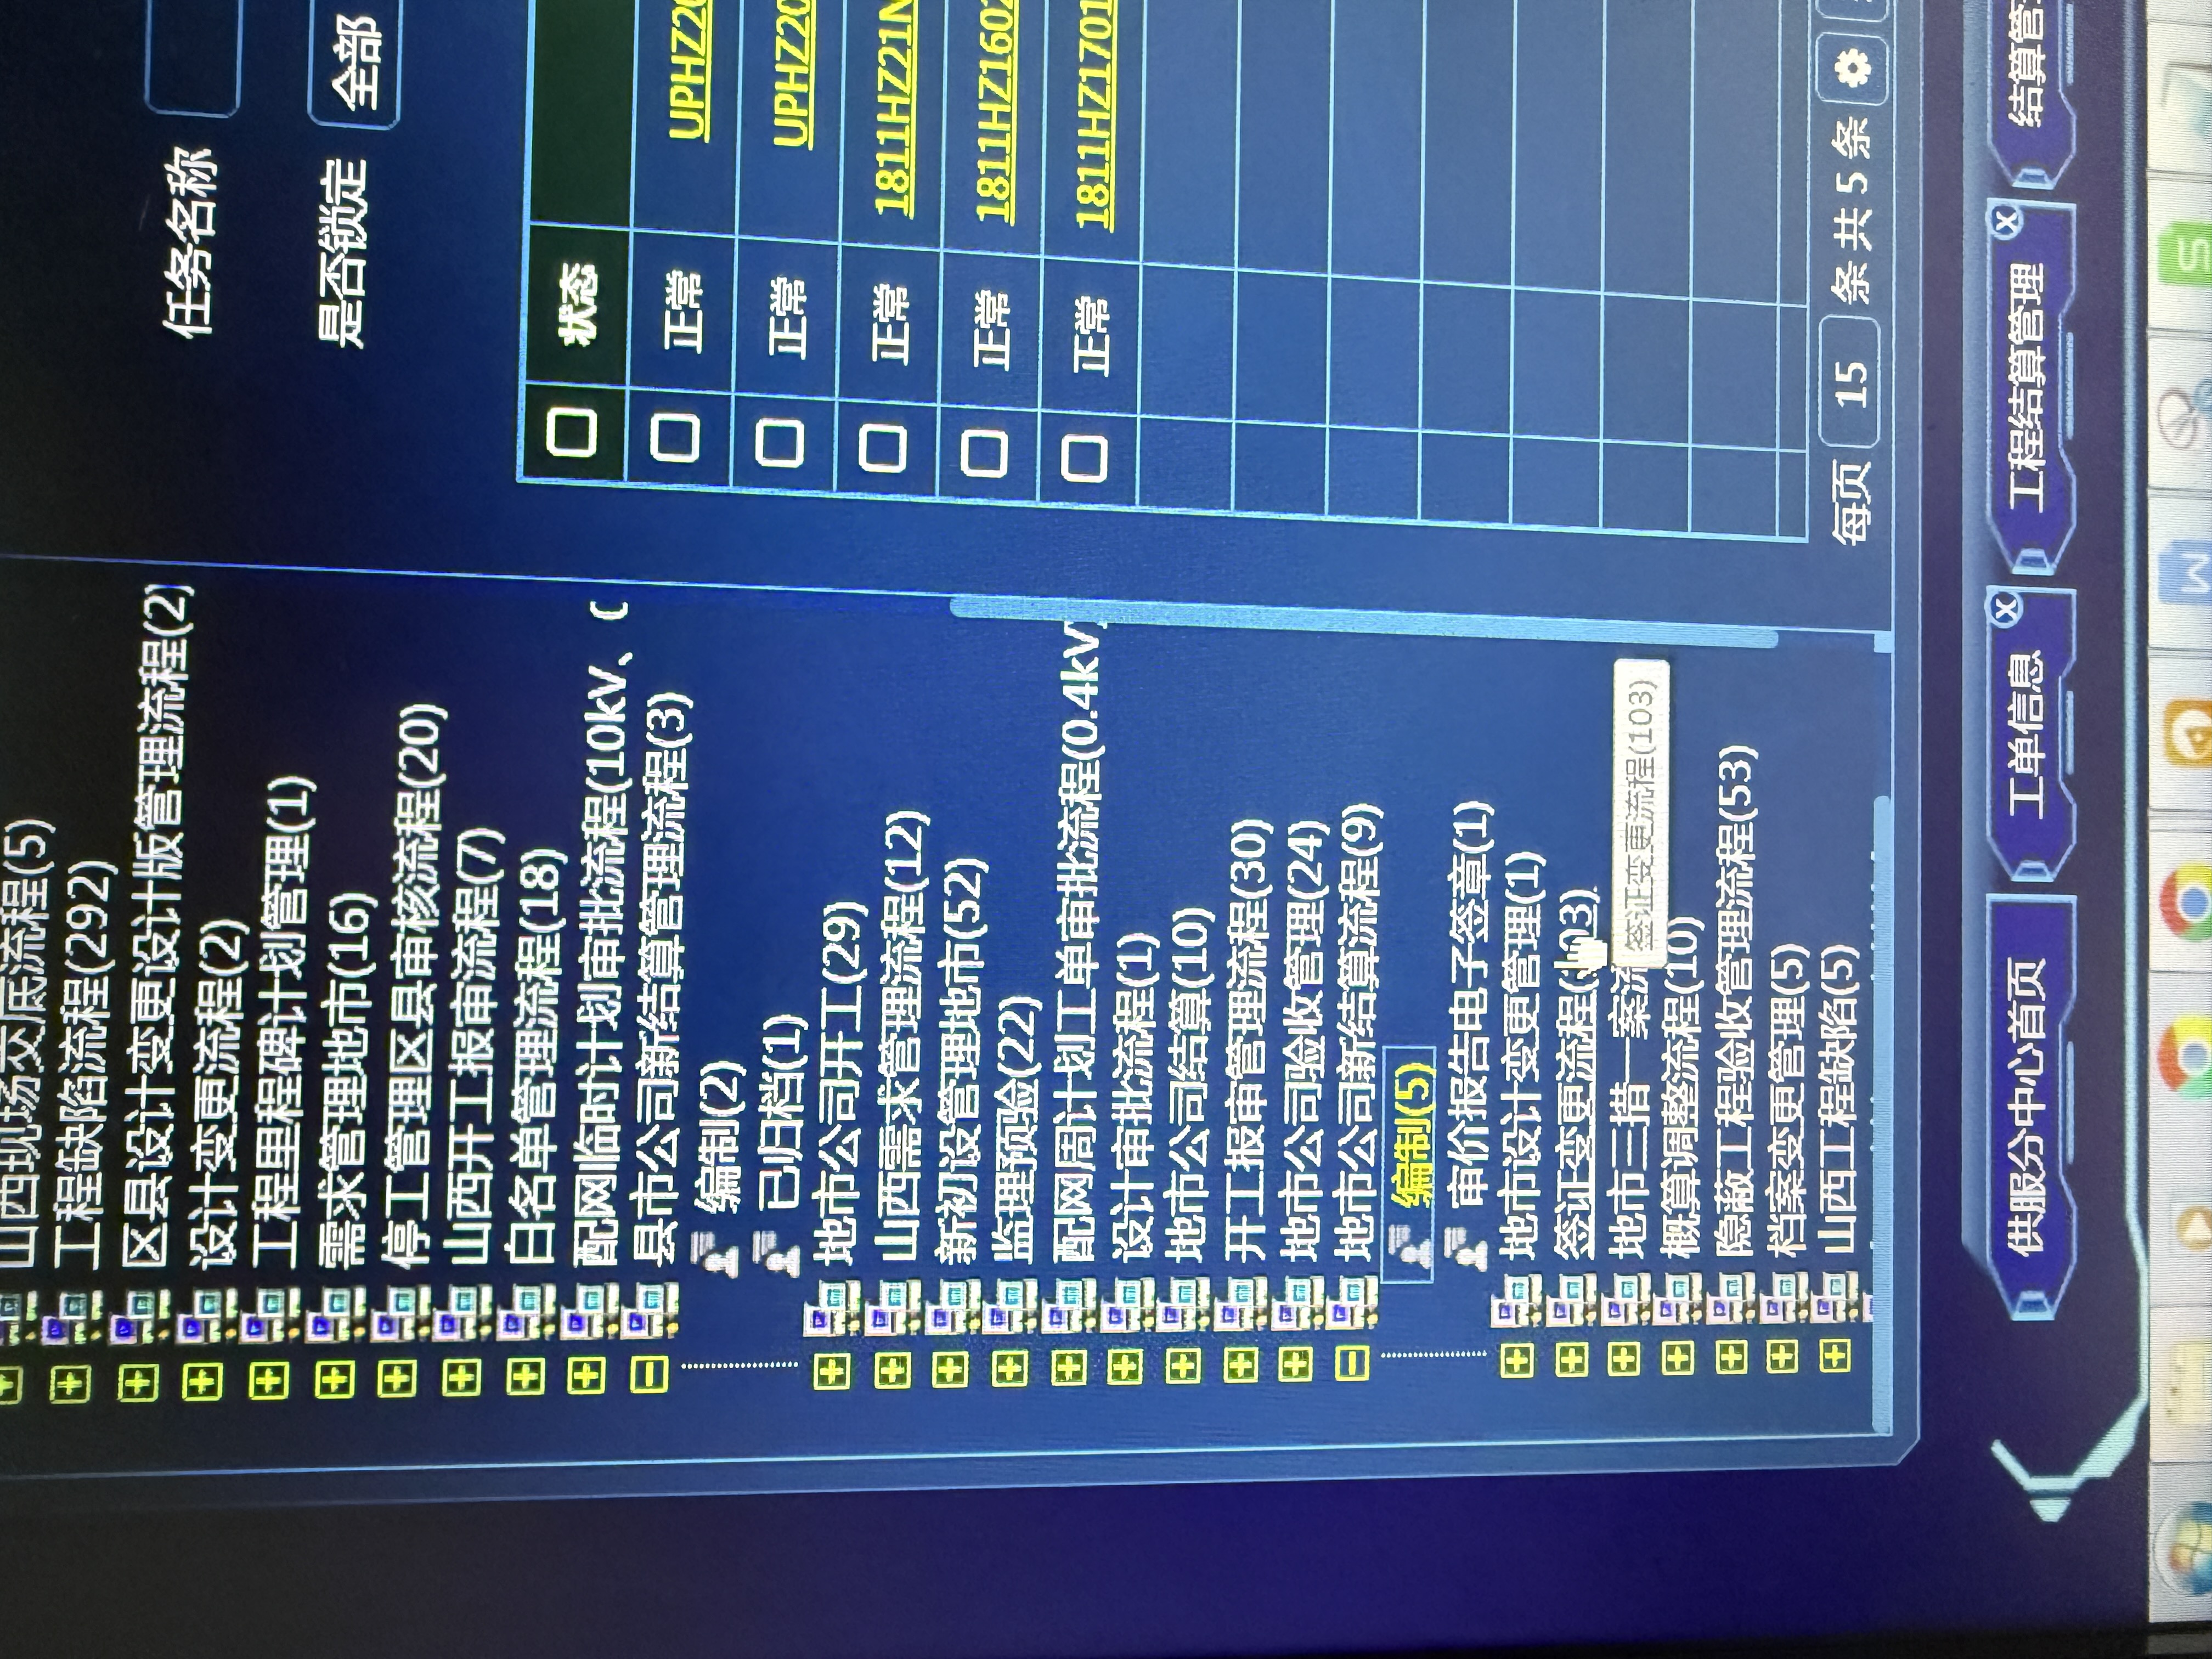 山西现场交底流程(5)
工程缺陷流程(292)
区县设计变更设计版管理流程(2)
设计变更流程(2)
工程里程碑计划管理(1)
需求管理地市(16)
停工管理区县审核流程(20)
山西开工报审流程(7)
白名单管理流程(18)
配网临时计划审批流程(10kV、
县市公司新结算管理流程(3)
编制(2)
已归档(1)
地市公司开工(29)
山西需求管理流程(12)
新初设管理地市(52)
监理预验(22)
配网周计划工单审批流程(0.4kV)
设计审批流程(1)
地市公司结算(10)
开工报审管理流程(30)
地市公司验收管理(24)
地市公司新结算流程(9)
编制(5)
审价报告电子签章(1)
地市设计变更管理(1)
签证变更流程(103)
地市三措一案流
签证变更流程(103)
概算调整流程(10)
隐蔽工程验收管理流程(53)
档案变更管理(5)
山西工程缺陷(5)
任务名称
是否锁定 全部
状态
正常 UPHZ20
正常 UPHZ20
正常 1811HZ21N
正常 1811HZ1602
正常 1811HZ1701
每页 15 条 共 5 条
供服分中心首页 工单信息 工程结算管理 结算管